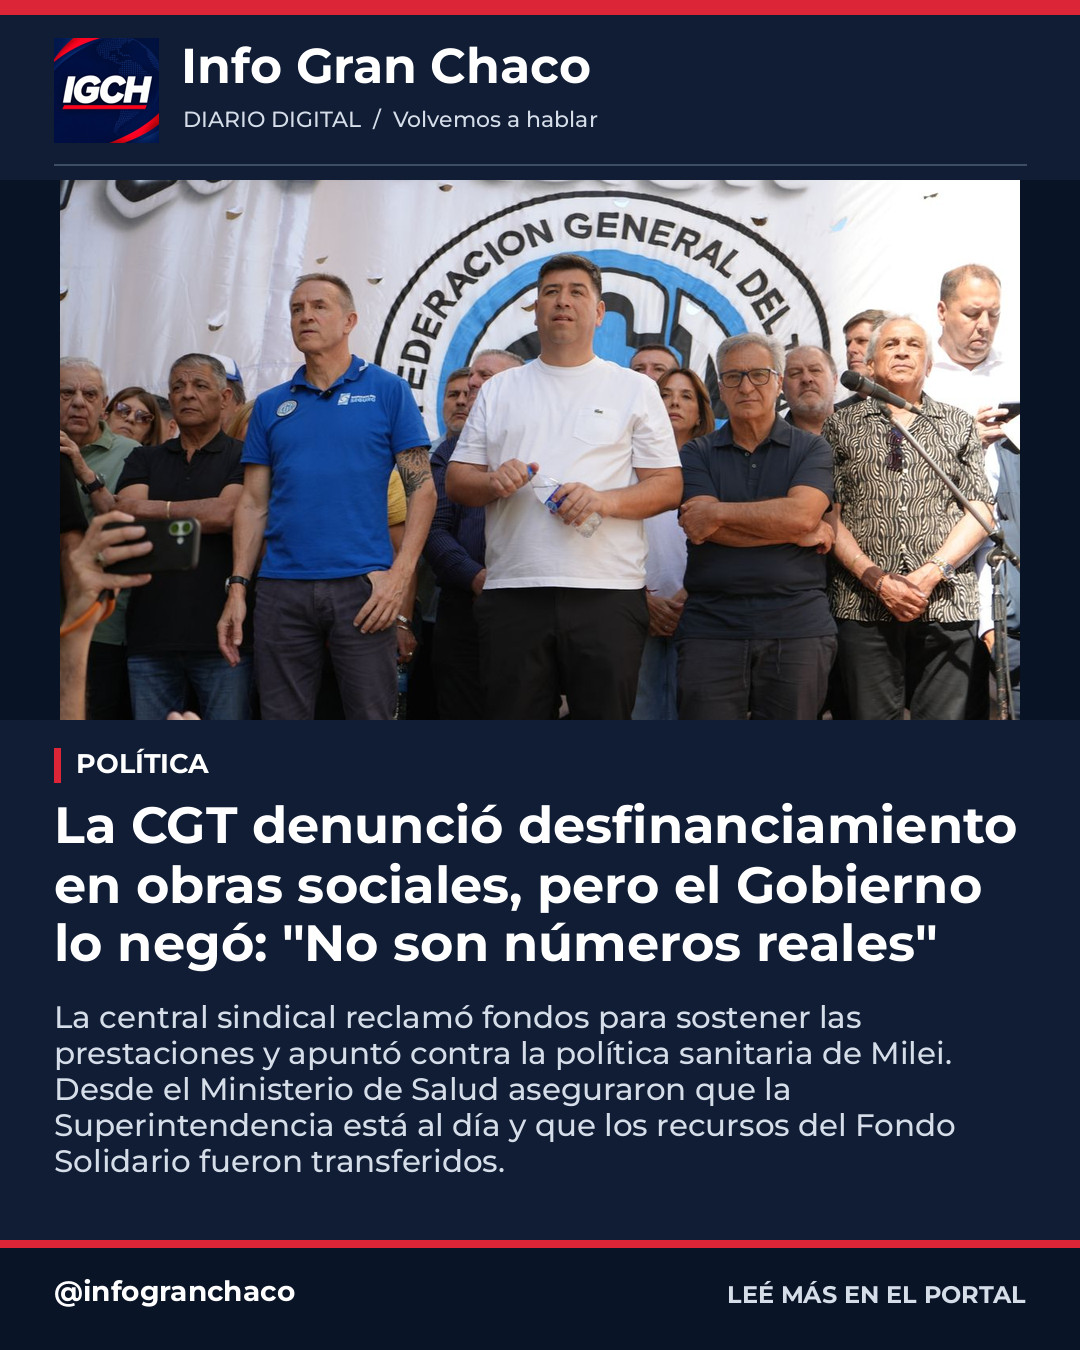 IGCH
Info Gran Chaco
DIARIO DIGITAL / Volvemos a hablar
FEDERACION GENERAL DEL
POLÍTICA
La CGT denunció desfinanciamiento
en obras sociales, pero el Gobierno
lo negó: "No son números reales"
La central sindical reclamó fondos para sostener las
prestaciones y apuntó contra la política sanitaria de Milei.
Desde el Ministerio de Salud aseguraron que la
Superintendencia está al día y que los recursos del Fondo
Solidario fueron transferidos.
@infogranchaco
LEÉ MÁS EN EL PORTAL